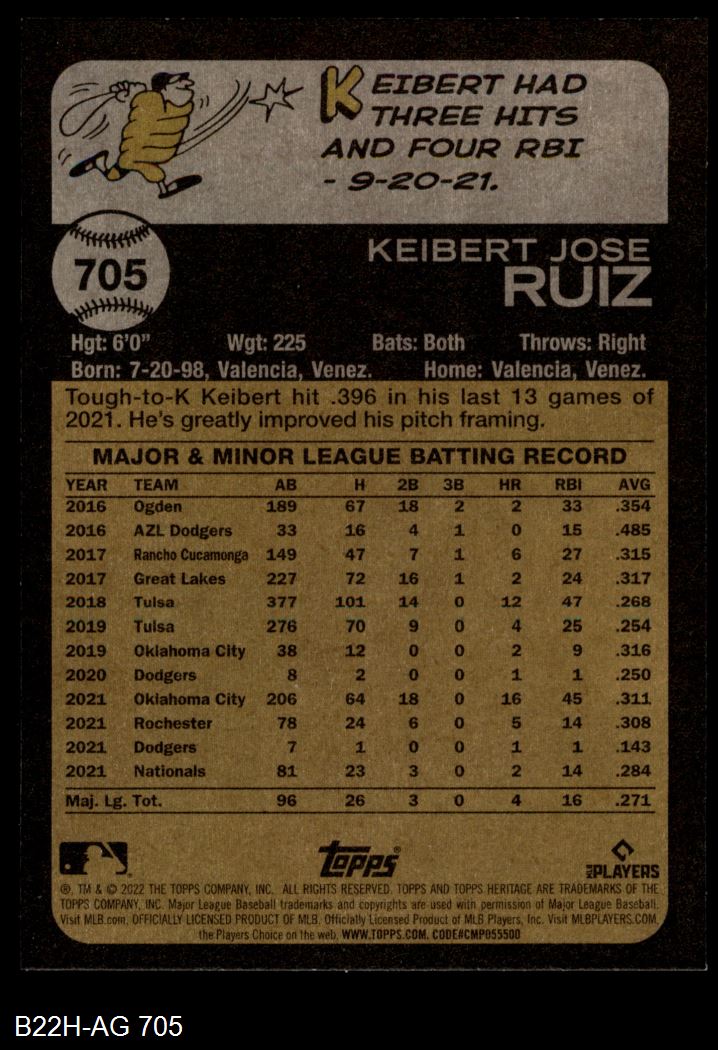 KEIBERT HAD
THREE HITS
AND FOUR RBI
- 9-20-21.
705
KEIBERT JOSE
RUIZ
Hgt: 6'0" Wgt: 225 Bats: Both Throws: Right
Born: 7-20-98, Valencia, Venez. Home: Valencia, Venez.
Tough-to-K Keibert hit .396 in his last 13 games of
2021. He's greatly improved his pitch framing.
MAJOR & MINOR LEAGUE BATTING RECORD
YEAR TEAM AB H 2B 3B HR RBI AVG
2016 Ogden 189 67 18 2 2 33 .354
2016 AZL Dodgers 33 16 4 1 0 15 .485
2017 Rancho Cucamonga 149 47 7 1 6 27 .315
2017 Great Lakes 227 72 16 1 2 24 .317
2018 Tulsa 377 101 14 0 12 47 .268
2019 Tulsa 276 70 9 0 4 25 .254
2019 Oklahoma City 38 12 0 0 2 9 .316
2020 Dodgers 8 2 0 0 1 1 .250
2021 Oklahoma City 206 64 18 0 16 45 .311
2021 Rochester 78 24 6 0 5 14 .308
2021 Dodgers 7 1 0 0 1 1 .143
2021 Nationals 81 23 3 0 2 14 .284
Maj. Lg. Tot. 96 26 3 0 4 16 .271
Topps® MLB PLAYERS
®, TM & © 2022 THE TOPPS COMPANY, INC. ALL RIGHTS RESERVED. TOPPS AND TOPPS HERITAGE ARE TRADEMARKS OF THE
TOPPS COMPANY, INC. Major League Baseball trademarks and copyrights are used with permission of Major League Baseball.
Visit MLB.com. OFFICIALLY LICENSED PRODUCT OF MLB. Officially Licensed Product of MLB Players, Inc. Visit MLBPLAYERS.COM,
the Players Choice on the web. WWW.TOPPS.COM. CODE#CMP055500
B22H-AG 705